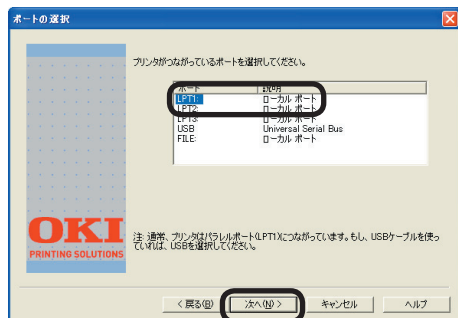 ポートの選択
プリンタがつながっているポートを選択してください。
ポート 説明
LPT1: ローカル ポート
LPT2: ローカル ポート
LPT3: ローカル ポート
USB Universal Serial Bus
FILE: ローカル ポート
OKI
PRINTING SOLUTIONS
注: 通常、プリンタはパラレルポート(LPT1)につながっています。もし、USBケーブルを使っ
ていれば、USBを選択してください。
< 戻る(B) 次へ(N) > キャンセル ヘルプ